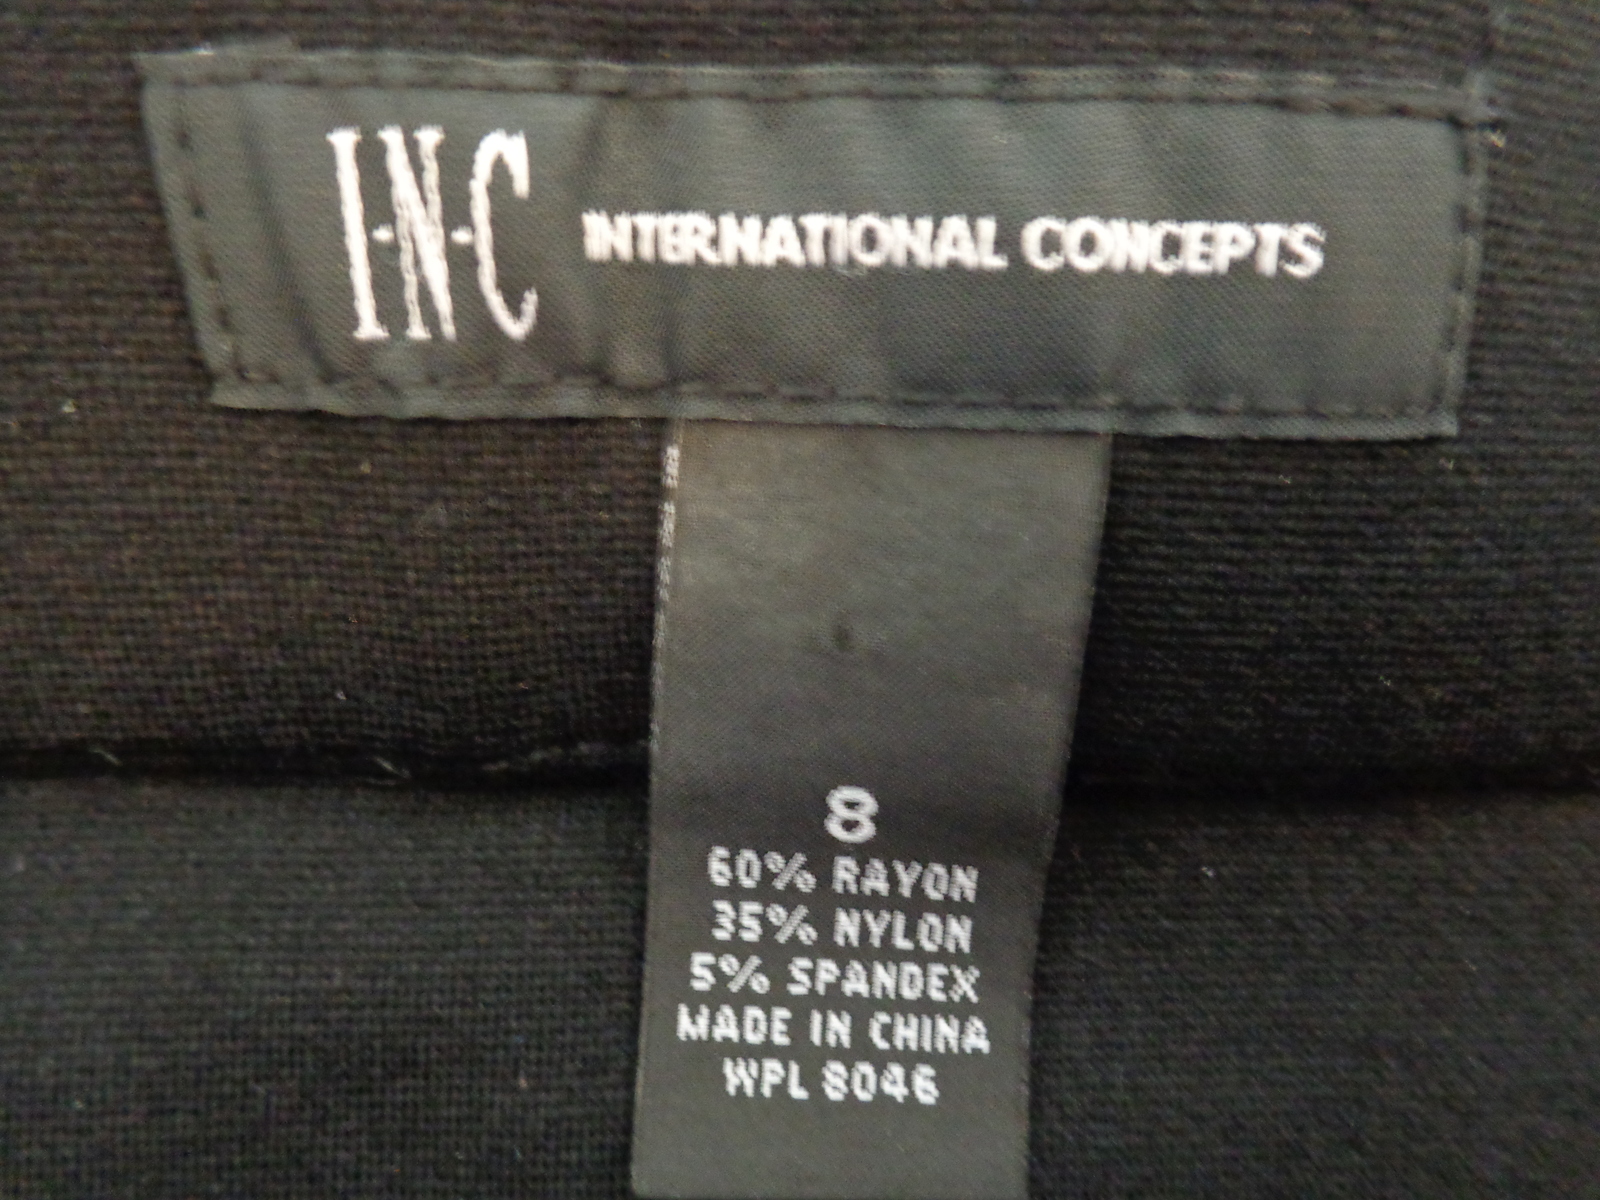 I·N·C INTERNATIONAL CONCEPTS
8
60% RAYON
35% NYLON
5% SPANDEX
MADE IN CHINA
WPL 8046